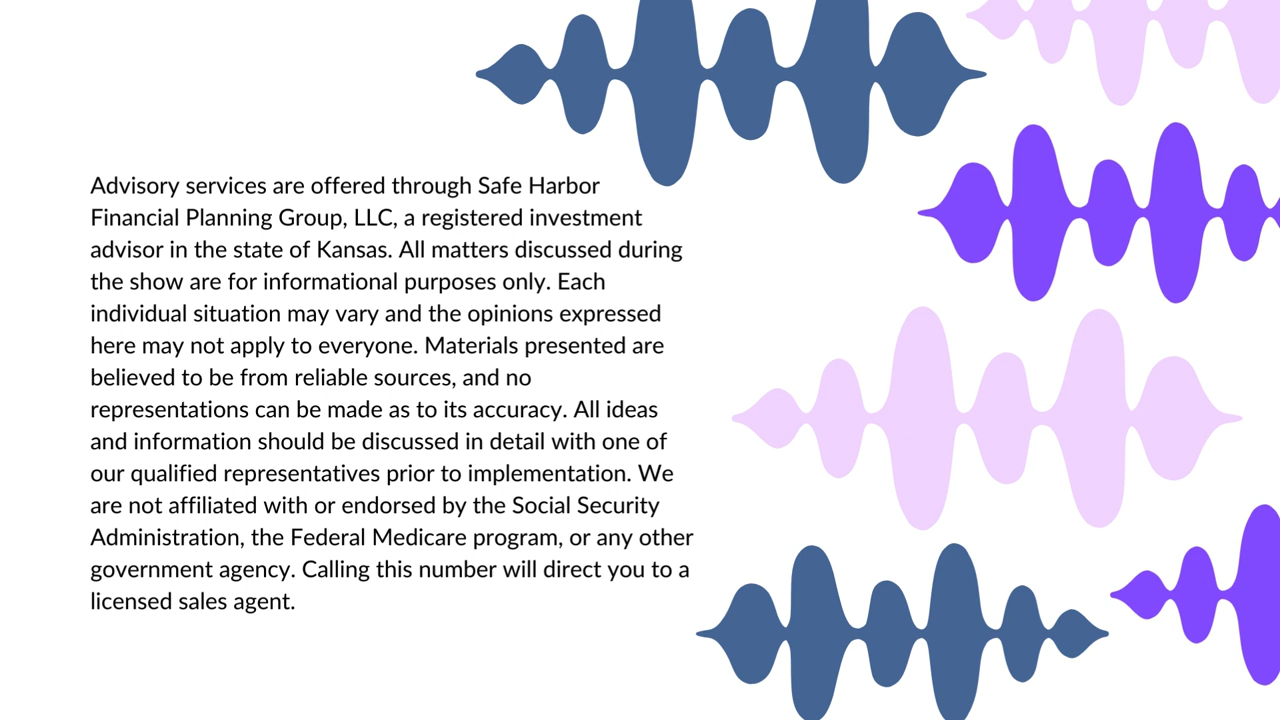 Advisory services are offered through Safe Harbor
Financial Planning Group, LLC, a registered investment
advisor in the state of Kansas. All matters discussed during
the show are for informational purposes only. Each
individual situation may vary and the opinions expressed
here may not apply to everyone. Materials presented are
believed to be from reliable sources, and no
representations can be made as to its accuracy. All ideas
and information should be discussed in detail with one of
our qualified representatives prior to implementation. We
are not affiliated with or endorsed by the Social Security
Administration, the Federal Medicare program, or any other
government agency. Calling this number will direct you to a
licensed sales agent.